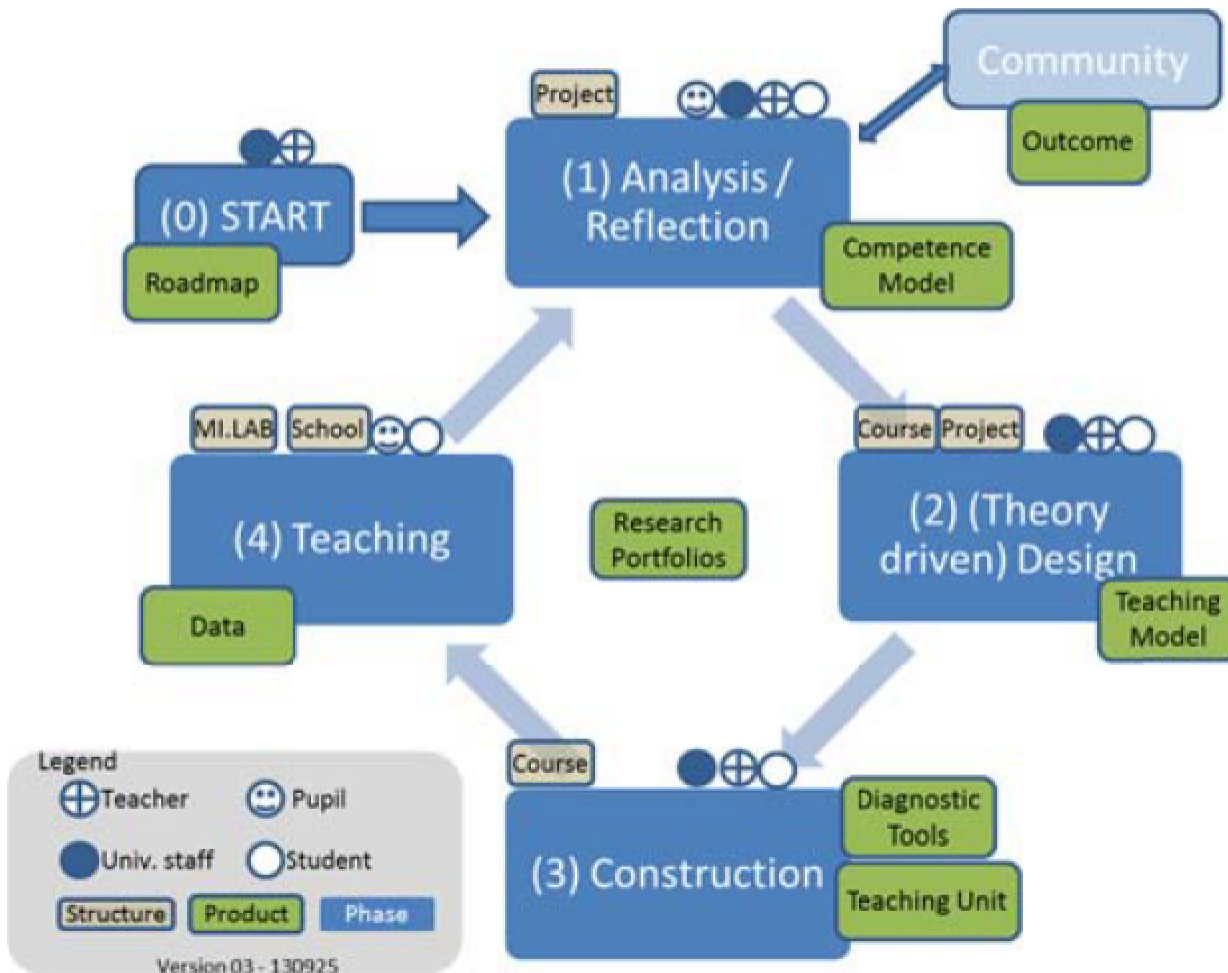 Community
Outcome
Project
(1) Analysis /
Reflection
Competence
Model
(0) START
Roadmap
MI.LAB
School
(4) Teaching
Data
Research
Portfolios
Course
Project
(2) (Theory
driven) Design
Teaching
Model
Course
(3) Construction
Diagnostic
Tools
Teaching Unit
Legend
Teacher
Pupil
Univ. staff
Student
Structure
Product
Phase
Version 03 - 130925